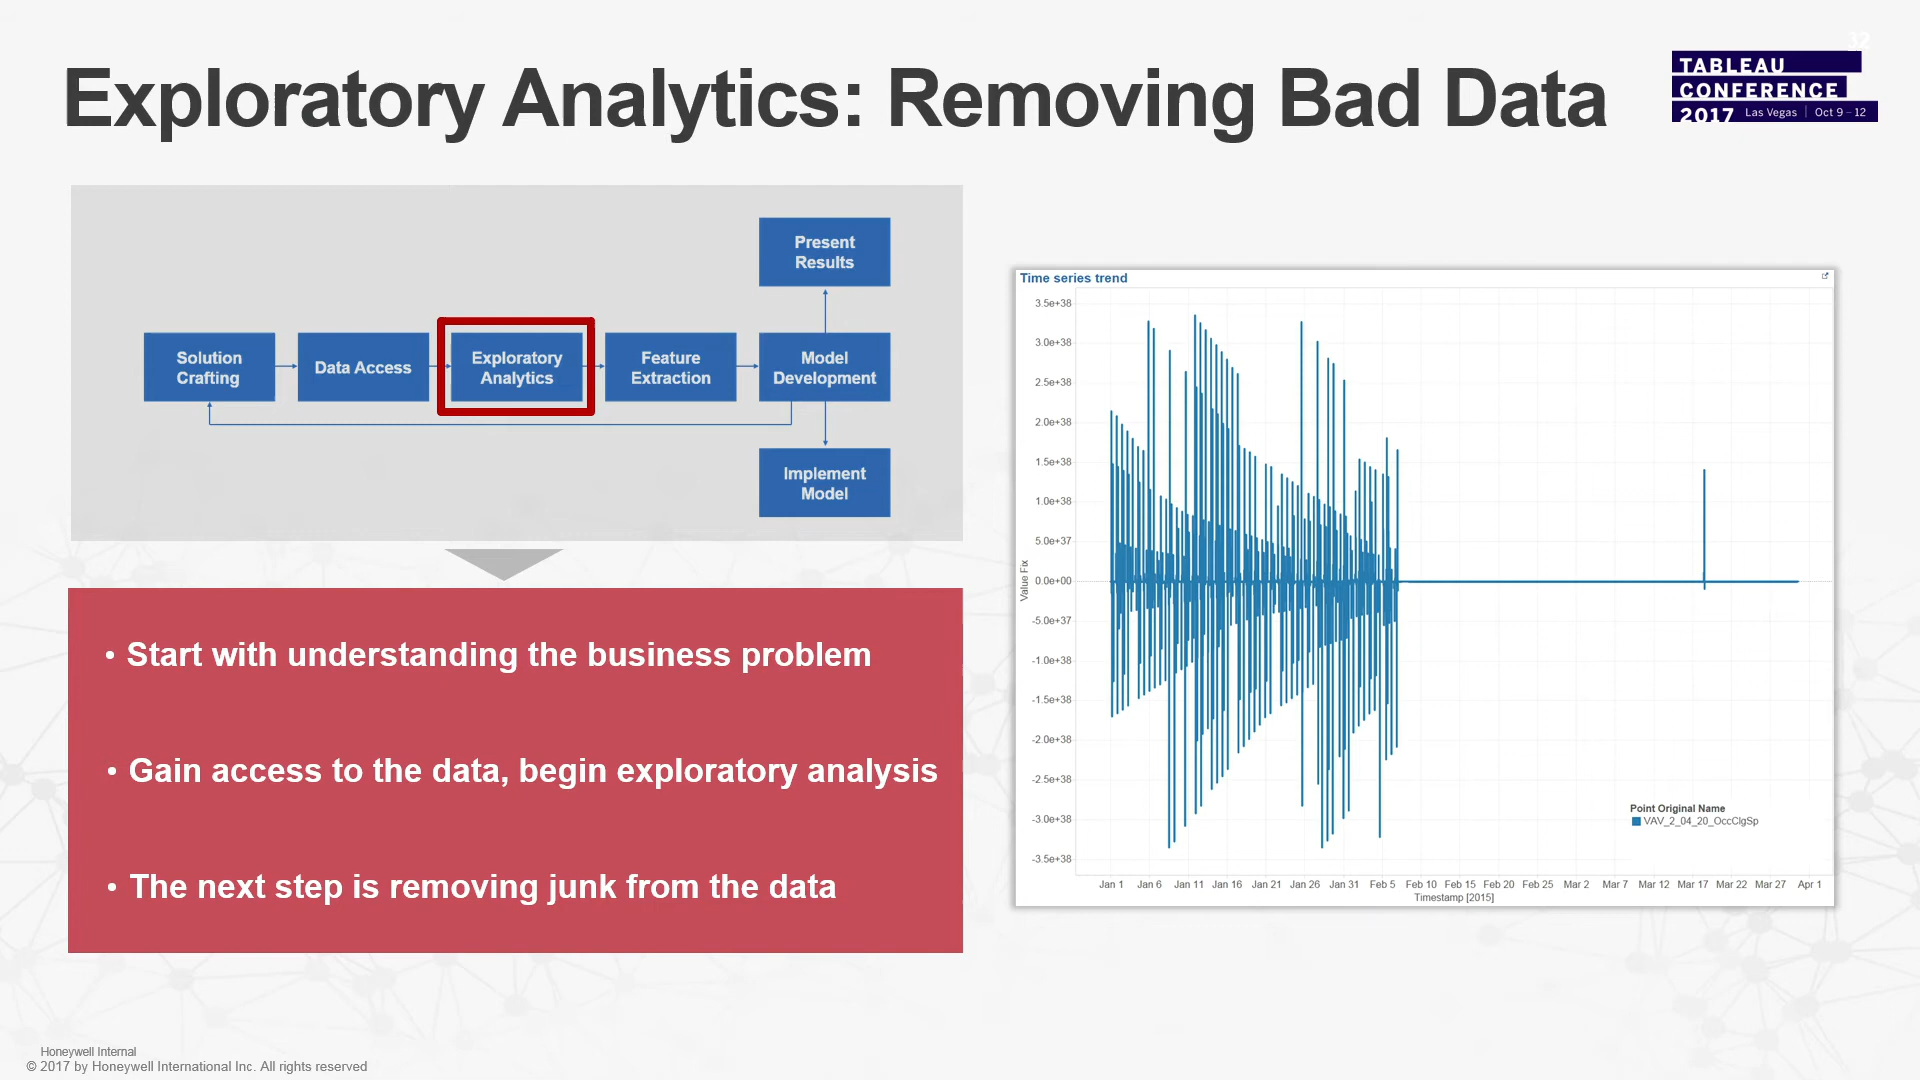 32
Exploratory Analytics: Removing Bad Data
TABLEAU
CONFERENCE
2017 Las Vegas | Oct 9 – 12
Present
Results
Solution
Crafting
Data Access
Exploratory
Analytics
Feature
Extraction
Model
Development
Implement
Model
• Start with understanding the business problem
• Gain access to the data, begin exploratory analysis
• The next step is removing junk from the data
Time series trend
3.5e+38
3.0e+38
2.5e+38
2.0e+38
1.5e+38
1.0e+38
5.0e+37
0.0e+00
-5.0e+37
-1.0e+38
-1.5e+38
-2.0e+38
-2.5e+38
-3.0e+38
-3.5e+38
Value Fix
Point Original Name
VAV_2_04_20_OccClgSp
Jan 1 Jan 6 Jan 11 Jan 16 Jan 21 Jan 26 Jan 31 Feb 5 Feb 10 Feb 15 Feb 20 Feb 25 Mar 2 Mar 7 Mar 12 Mar 17 Mar 22 Mar 27 Apr 1
Timestamp [2015]
Honeywell Internal
© 2017 by Honeywell International Inc. All rights reserved